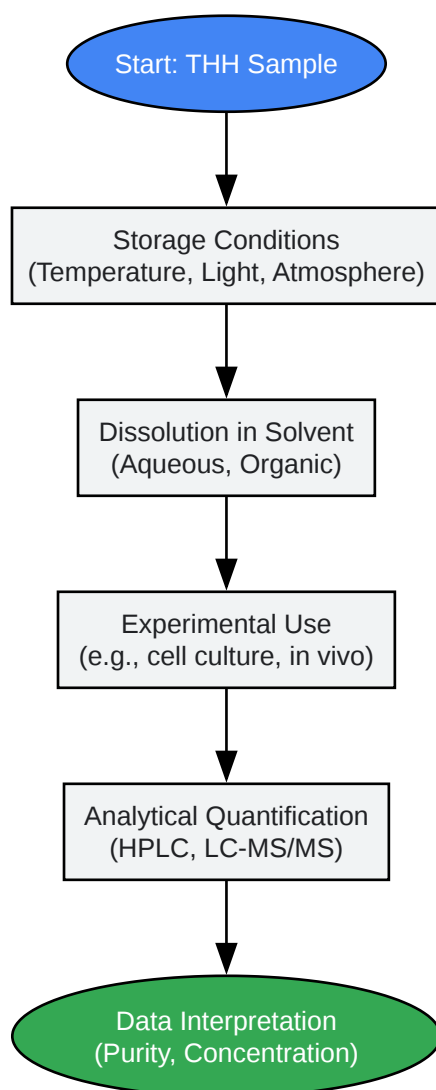 Start: THH Sample
Storage Conditions
(Temperature, Light, Atmosphere)
Dissolution in Solvent
(Aqueous, Organic)
Experimental Use
(e.g., cell culture, in vivo)
Analytical Quantification
(HPLC, LC-MS/MS)
Data Interpretation
(Purity, Concentration)